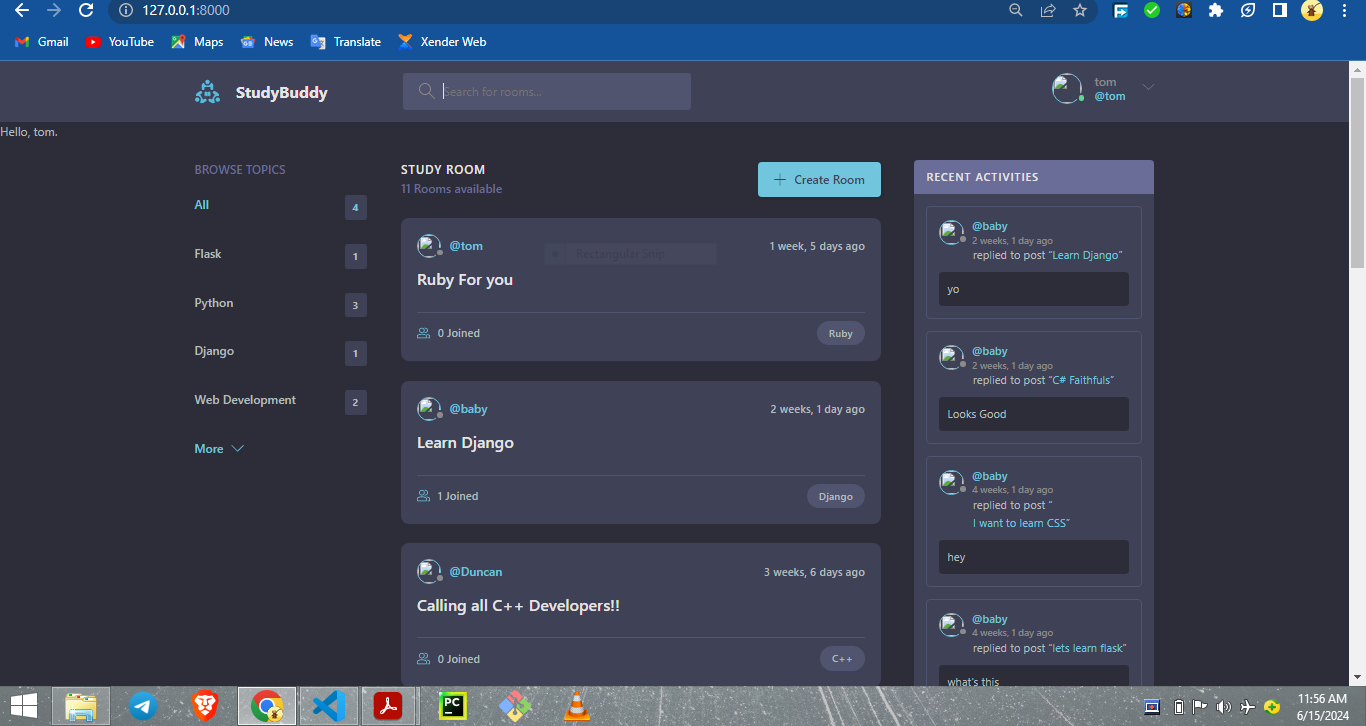 127.0.0.1:8000
Gmail
YouTube
Maps
News
Translate
Xender Web
StudyBuddy
Search for rooms...
tom
@tom
Hello, tom.
BROWSE TOPICS
All
4
Flask
1
Python
3
Django
1
Web Development
2
More
STUDY ROOM
11 Rooms available
Create Room
@tom
1 week, 5 days ago
Rectangular Snip
Ruby For you
0 Joined
Ruby
@baby
2 weeks, 1 day ago
Learn Django
1 Joined
Django
@Duncan
3 weeks, 6 days ago
Calling all C++ Developers!!
0 Joined
C++
RECENT ACTIVITIES
@baby
2 weeks, 1 day ago
replied to post “Learn Django”
yo
@baby
2 weeks, 1 day ago
replied to post “C# Faithfuls”
Looks Good
@baby
4 weeks, 1 day ago
replied to post “
I want to learn CSS”
hey
@baby
4 weeks, 1 day ago
replied to post “lets learn flask”
what's this
PC
11:56 AM
6/15/2024